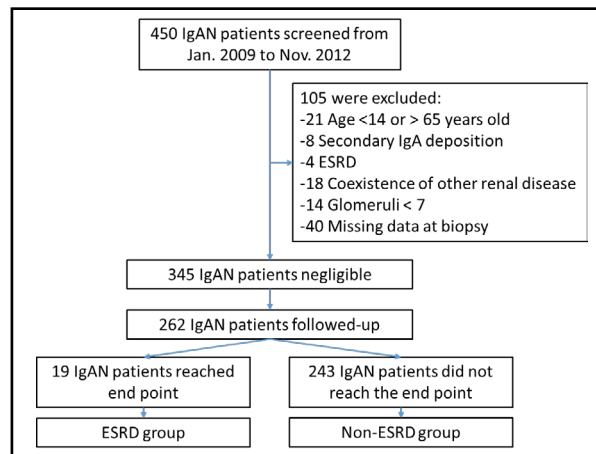 450 IgAN patients screened from
Jan. 2009 to Nov. 2012
105 were excluded:
-21 Age <14 or > 65 years old
-8 Secondary IgA deposition
-4 ESRD
-18 Coexistence of other renal disease
-14 Glomeruli < 7
-40 Missing data at biopsy
345 IgAN patients negligible
262 IgAN patients followed-up
19 IgAN patients reached
end point
243 IgAN patients did not
reach the end point
ESRD group
Non-ESRD group